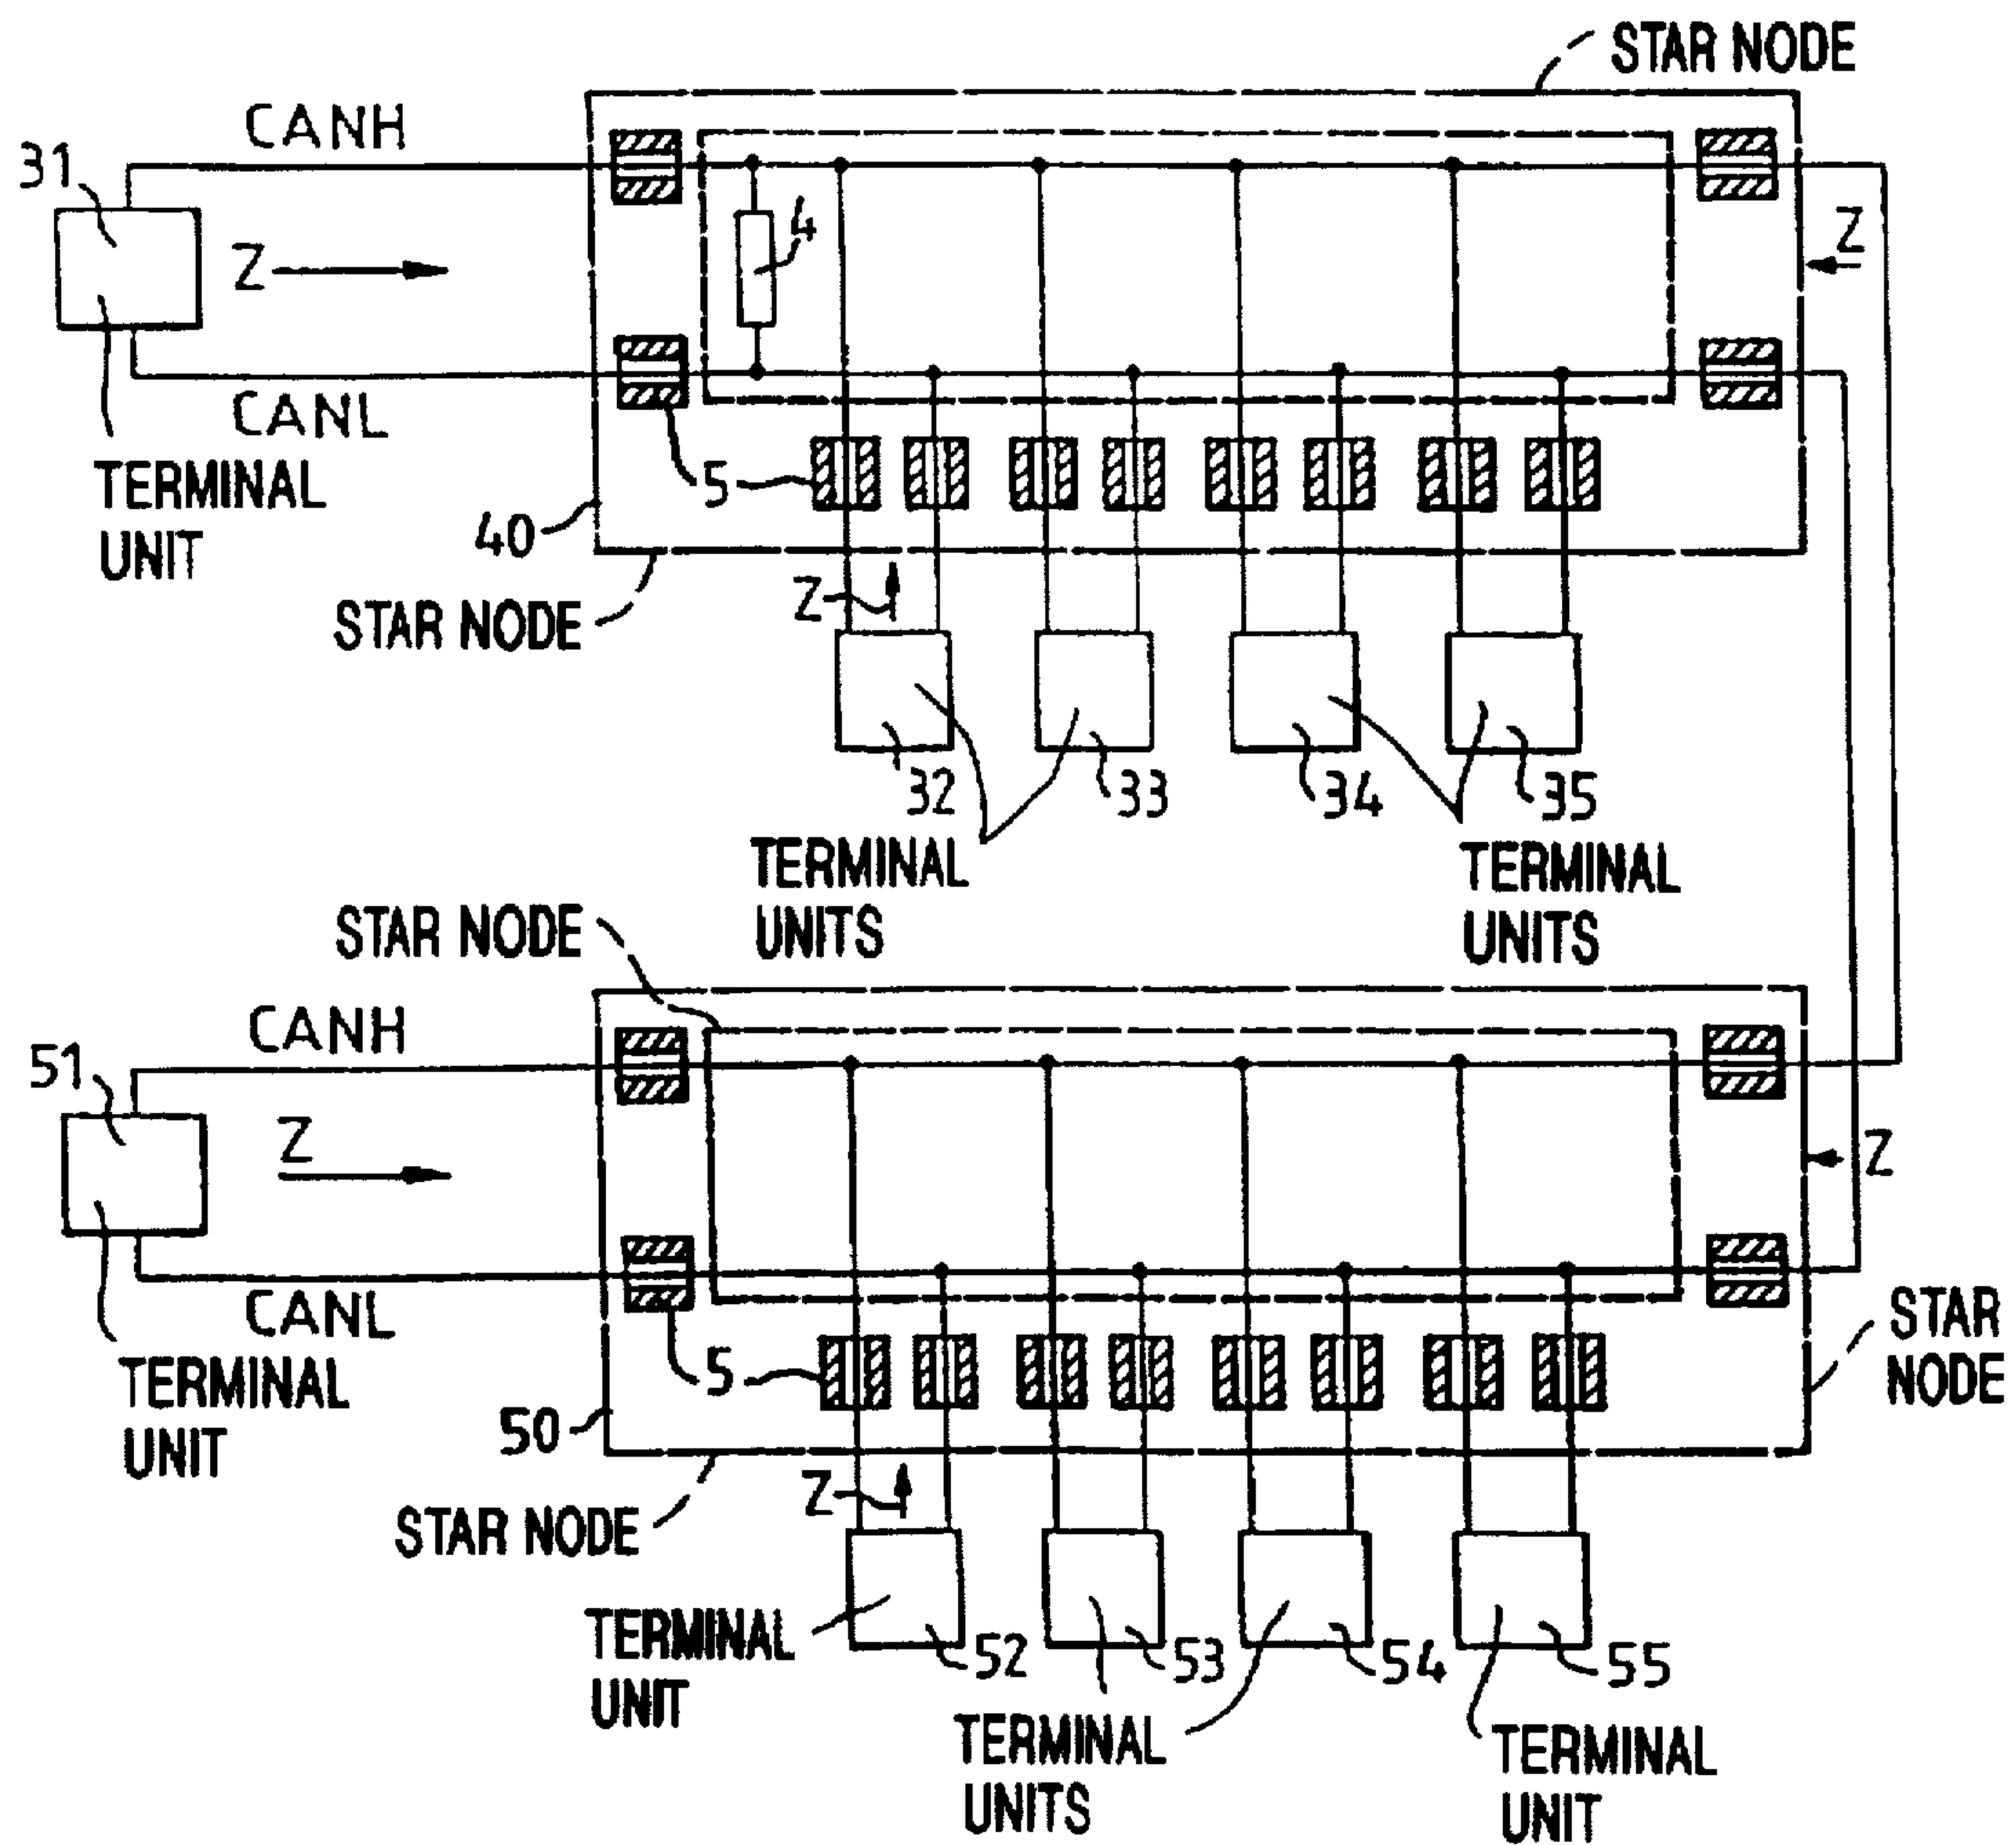 STAR NODE
CANH
31
Z
4
Z
CANL
TERMINAL
UNIT
5
40
Z
STAR NODE
32
33
34
35
TERMINAL
UNITS
TERMINAL
UNITS
STAR NODE
CANH
51
Z
Z
CANL
TERMINAL
UNIT
5
50
STAR
NODE
Z
STAR NODE
TERMINAL
UNIT
52
53
54
55
TERMINAL
UNITS
TERMINAL
UNIT